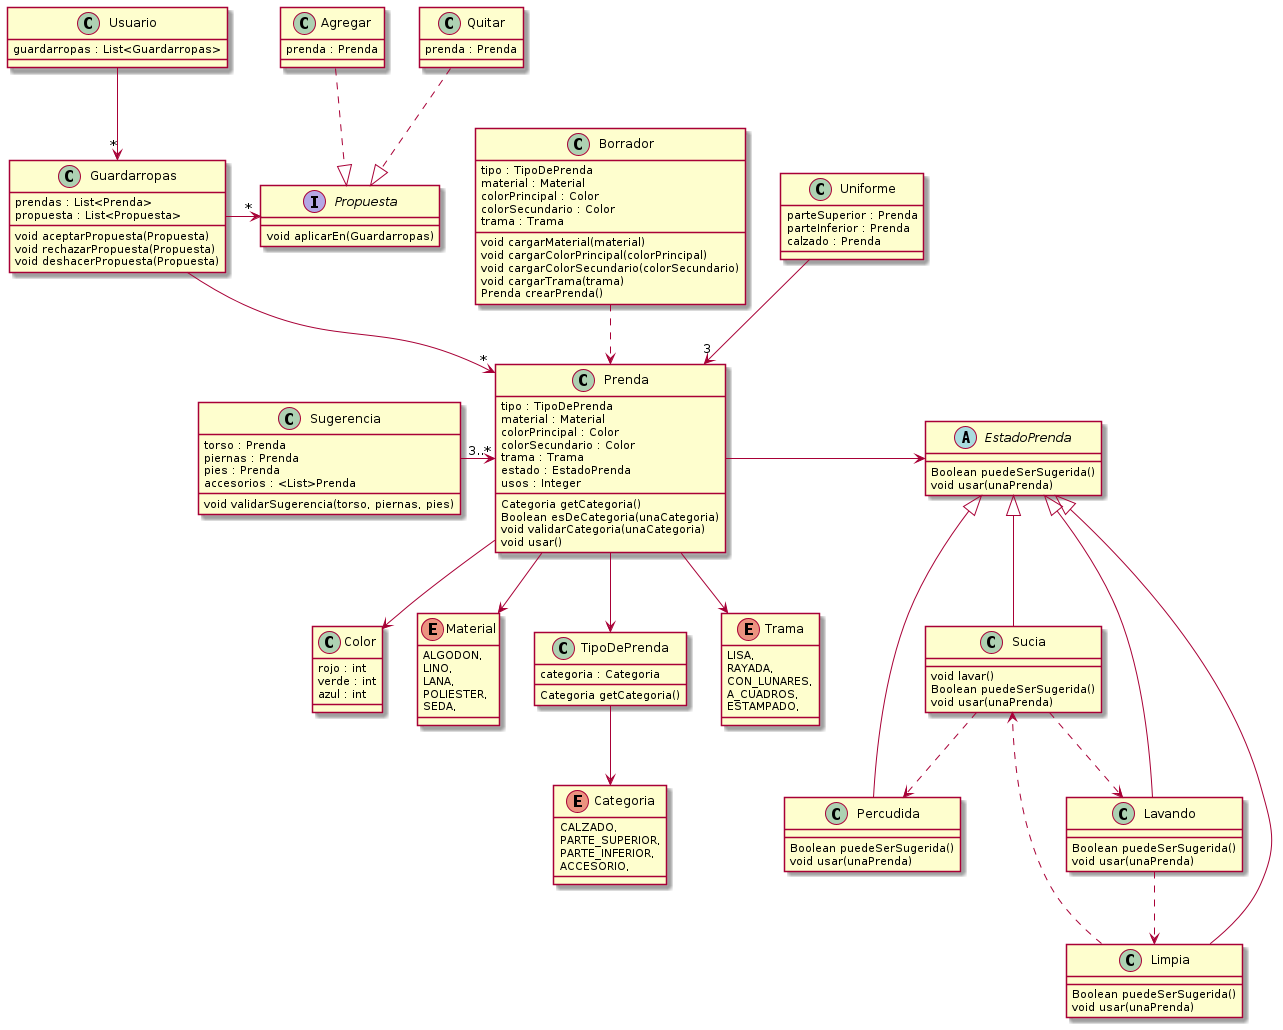 C Usuario
guardarropas : List<Guardarropas>
C Agregar
prenda : Prenda
C Quitar
prenda : Prenda
*
C Guardarropas
prendas : List<Prenda>
propuesta : List<Propuesta>
void aceptarPropuesta(Propuesta)
void rechazarPropuesta(Propuesta)
void deshacerPropuesta(Propuesta)
*
I Propuesta
void aplicarEn(Guardarropas)
C Borrador
tipo : TipoDePrenda
material : Material
colorPrincipal : Color
colorSecundario : Color
trama : Trama
void cargarMaterial(material)
void cargarColorPrincipal(colorPrincipal)
void cargarColorSecundario(colorSecundario)
void cargarTrama(trama)
Prenda crearPrenda()
C Uniforme
parteSuperior : Prenda
parteInferior : Prenda
calzado : Prenda
*
3
C Sugerencia
torso : Prenda
piernas : Prenda
pies : Prenda
accesorios : <List>Prenda
void validarSugerencia(torso, piernas, pies)
3..*
C Prenda
tipo : TipoDePrenda
material : Material
colorPrincipal : Color
colorSecundario : Color
trama : Trama
estado : EstadoPrenda
usos : Integer
Categoria getCategoria()
Boolean esDeCategoria(unaCategoria)
void validarCategoria(unaCategoria)
void usar()
A EstadoPrenda
Boolean puedeSerSugerida()
void usar(unaPrenda)
C Color
rojo : int
verde : int
azul : int
E Material
ALGODON,
LINO,
LANA,
POLIESTER,
SEDA,
C TipoDePrenda
categoria : Categoria
Categoria getCategoria()
E Trama
LISA,
RAYADA,
CON_LUNARES,
A_CUADROS,
ESTAMPADO,
C Sucia
void lavar()
Boolean puedeSerSugerida()
void usar(unaPrenda)
E Categoria
CALZADO,
PARTE_SUPERIOR,
PARTE_INFERIOR,
ACCESORIO,
C Percudida
Boolean puedeSerSugerida()
void usar(unaPrenda)
C Lavando
Boolean puedeSerSugerida()
void usar(unaPrenda)
C Limpia
Boolean puedeSerSugerida()
void usar(unaPrenda)